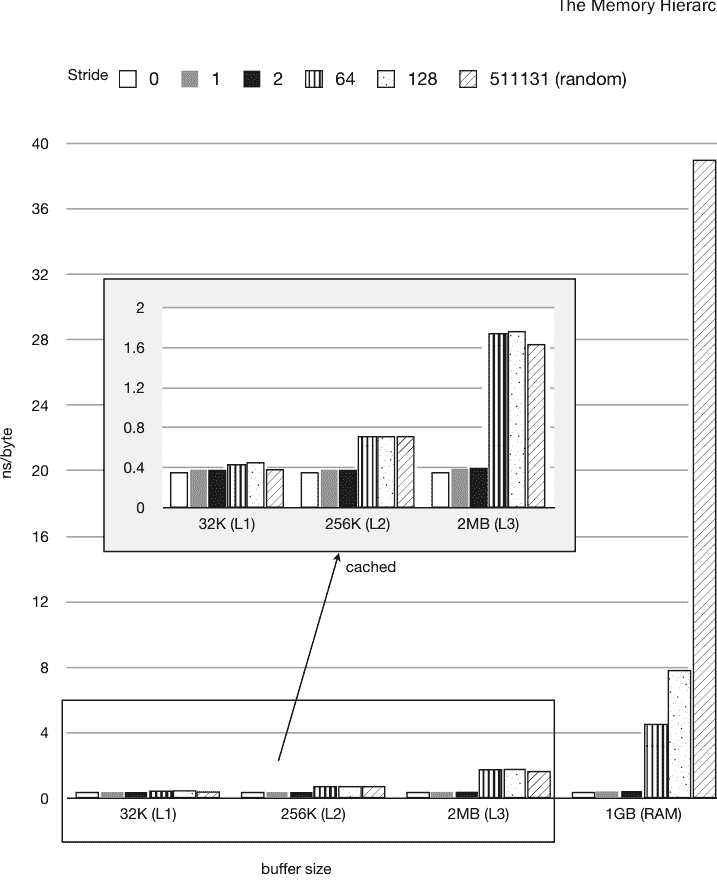 The Memory Hierarc
Stride 0 1 2 64 128 511131 (random)
40
36
32
28
24
20
16
12
8
4
0
ns/byte
2
1.6
1.2
0.8
0.4
0
32K (L1) 256K (L2) 2MB (L3)
cached
32K (L1) 256K (L2) 2MB (L3) 1GB (RAM)
buffer size